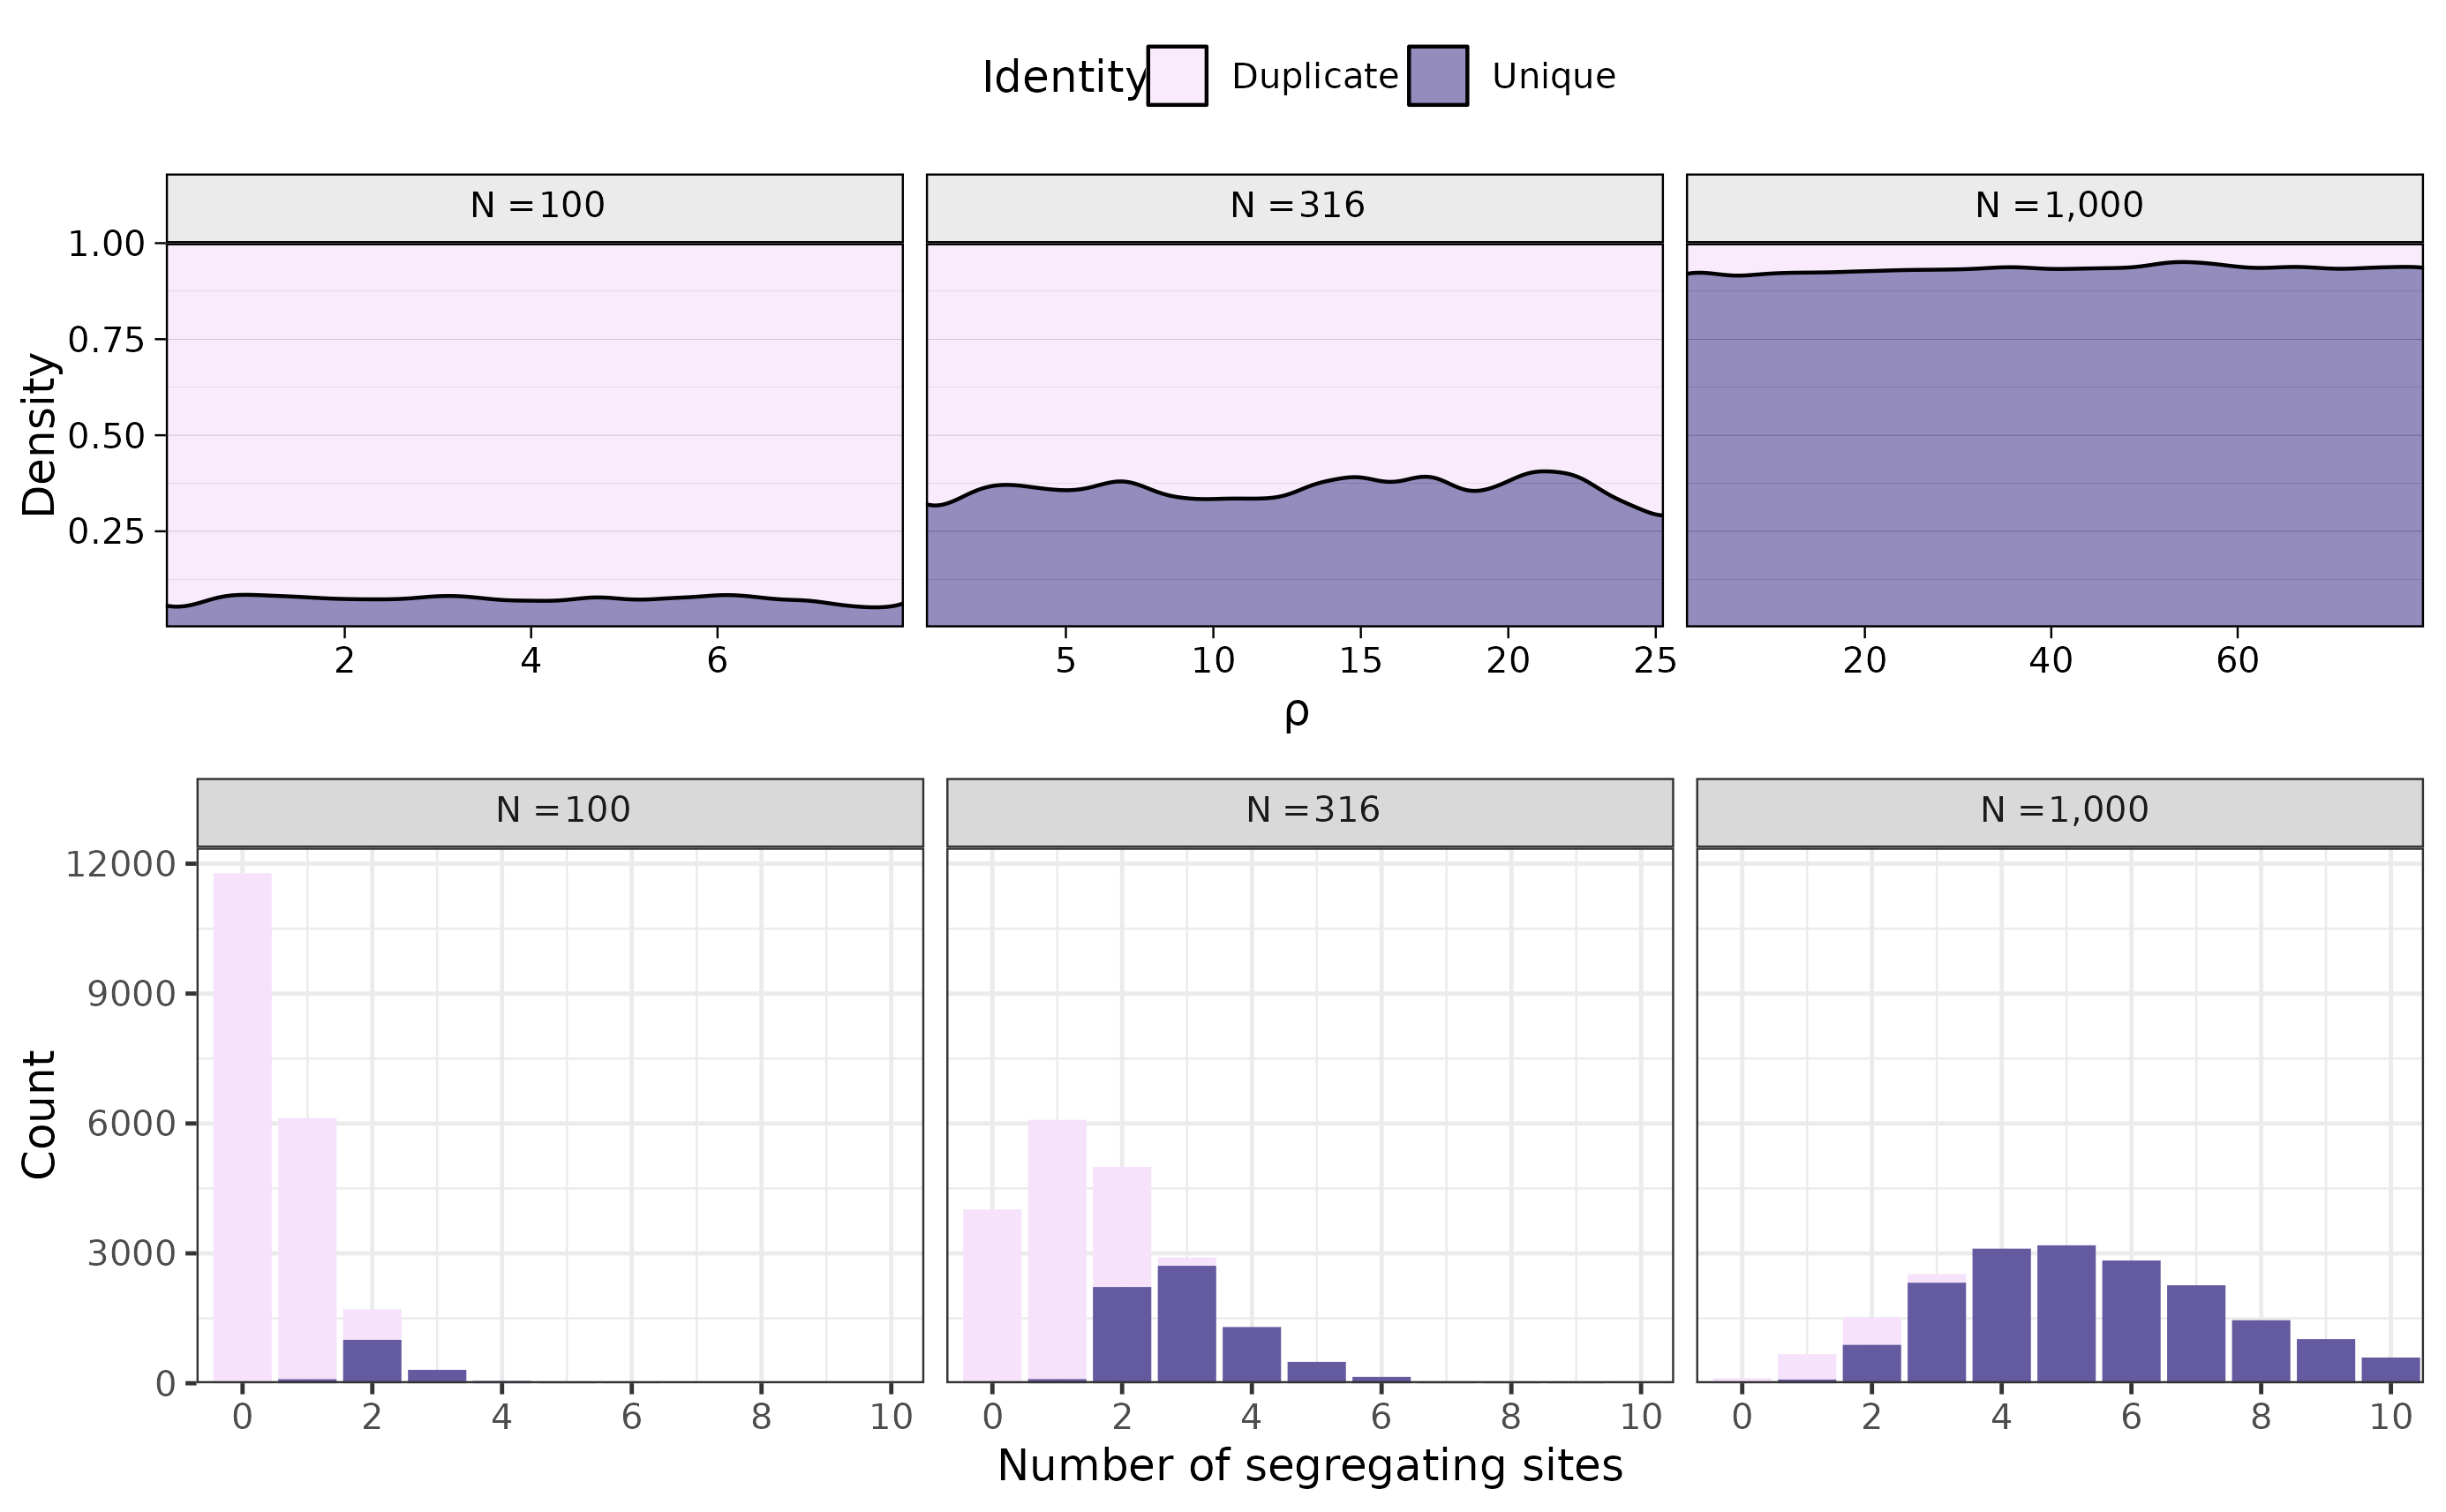 Identity Duplicate Unique
N =100 N =316 N =1,000
Density
1.00
0.75
0.50
0.25
2 4 6 5 10 15 20 25 20 40 60
ρ
N =100 N =316 N =1,000
Count
12000
9000
6000
3000
0
0 2 4 6 8 10 0 2 4 6 8 10 0 2 4 6 8 10
Number of segregating sites